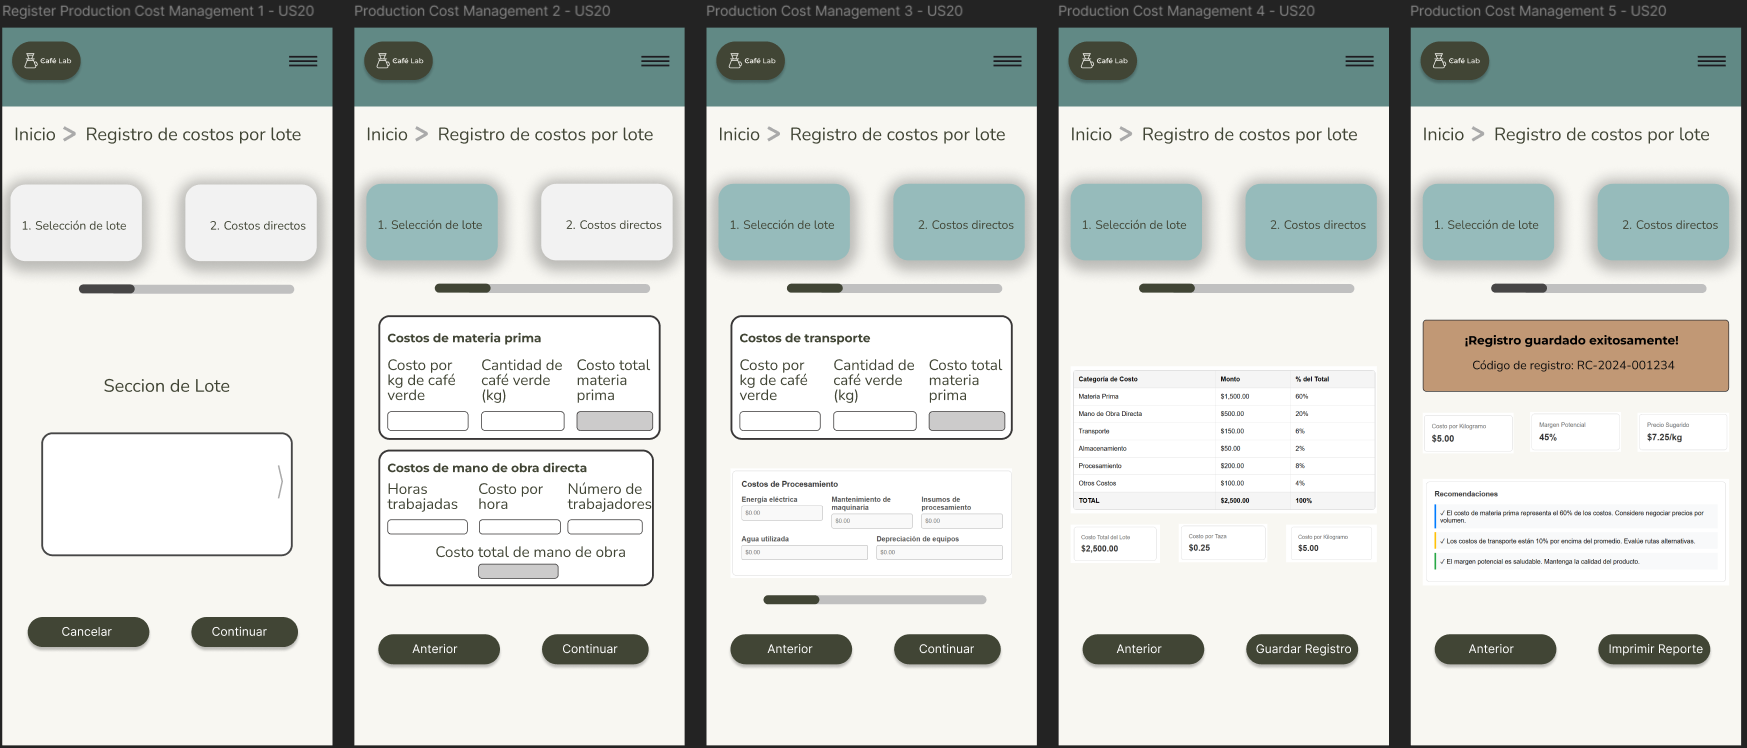 Register Production Cost Management 1 - US20
Café Lab
Inicio > Registro de costos por lote
1. Selección de lote
2. Costos directos
Seccion de Lote
Cancelar
Continuar
Production Cost Management 2 - US20
Café Lab
Inicio > Registro de costos por lote
1. Selección de lote
2. Costos directos
Costos de materia prima
Costo por
kg de café
verde
Cantidad de
café verde
(kg)
Costo total
materia
prima
Costos de mano de obra directa
Horas
trabajadas
Costo por
hora
Número de
trabajadores
Costo total de mano de obra
Anterior
Continuar
Production Cost Management 3 - US20
Café Lab
Inicio > Registro de costos por lote
1. Selección de lote
2. Costos directos
Costos de transporte
Costo por
kg de café
verde
Cantidad de
café verde
(kg)
Costo total
materia
prima
Costos de Procesamiento
Energía eléctrica
$0.00
Mantenimiento de
maquinaria
$0.00
Insumos de
procesamiento
$0.00
Agua utilizada
$0.00
Depreciación de equipos
$0.00
Anterior
Continuar
Production Cost Management 4 - US20
Café Lab
Inicio > Registro de costos por lote
1. Selección de lote
2. Costos directos
Categoría de Costo Monto % del Total
Materia Prima $1,500.00 60%
Mano de Obra Directa $500.00 20%
Transporte $150.00 6%
Almacenamiento $50.00 2%
Procesamiento $200.00 8%
Otros Costos $100.00 4%
TOTAL $2,500.00 100%
Costo Total del Lote
$2,500.00
Costo por Taza
$0.25
Costo por Kilogramo
$5.00
Anterior
Guardar Registro
Production Cost Management 5 - US20
Café Lab
Inicio > Registro de costos por lote
1. Selección de lote
2. Costos directos
¡Registro guardado exitosamente!
Código de registro: RC-2024-001234
Costo por Kilogramo
$5.00
Margen Potencial
45%
Precio Sugerido
$7.25/kg
Recomendaciones
✓ El costo de materia prima representa el 60% de los costos. Considere negociar precios por
volumen.
✓ Los costos de transporte están 10% por encima del promedio. Evalúe rutas alternativas.
✓ El margen potencial es saludable. Mantenga la calidad del producto.
Anterior
Imprimir Reporte